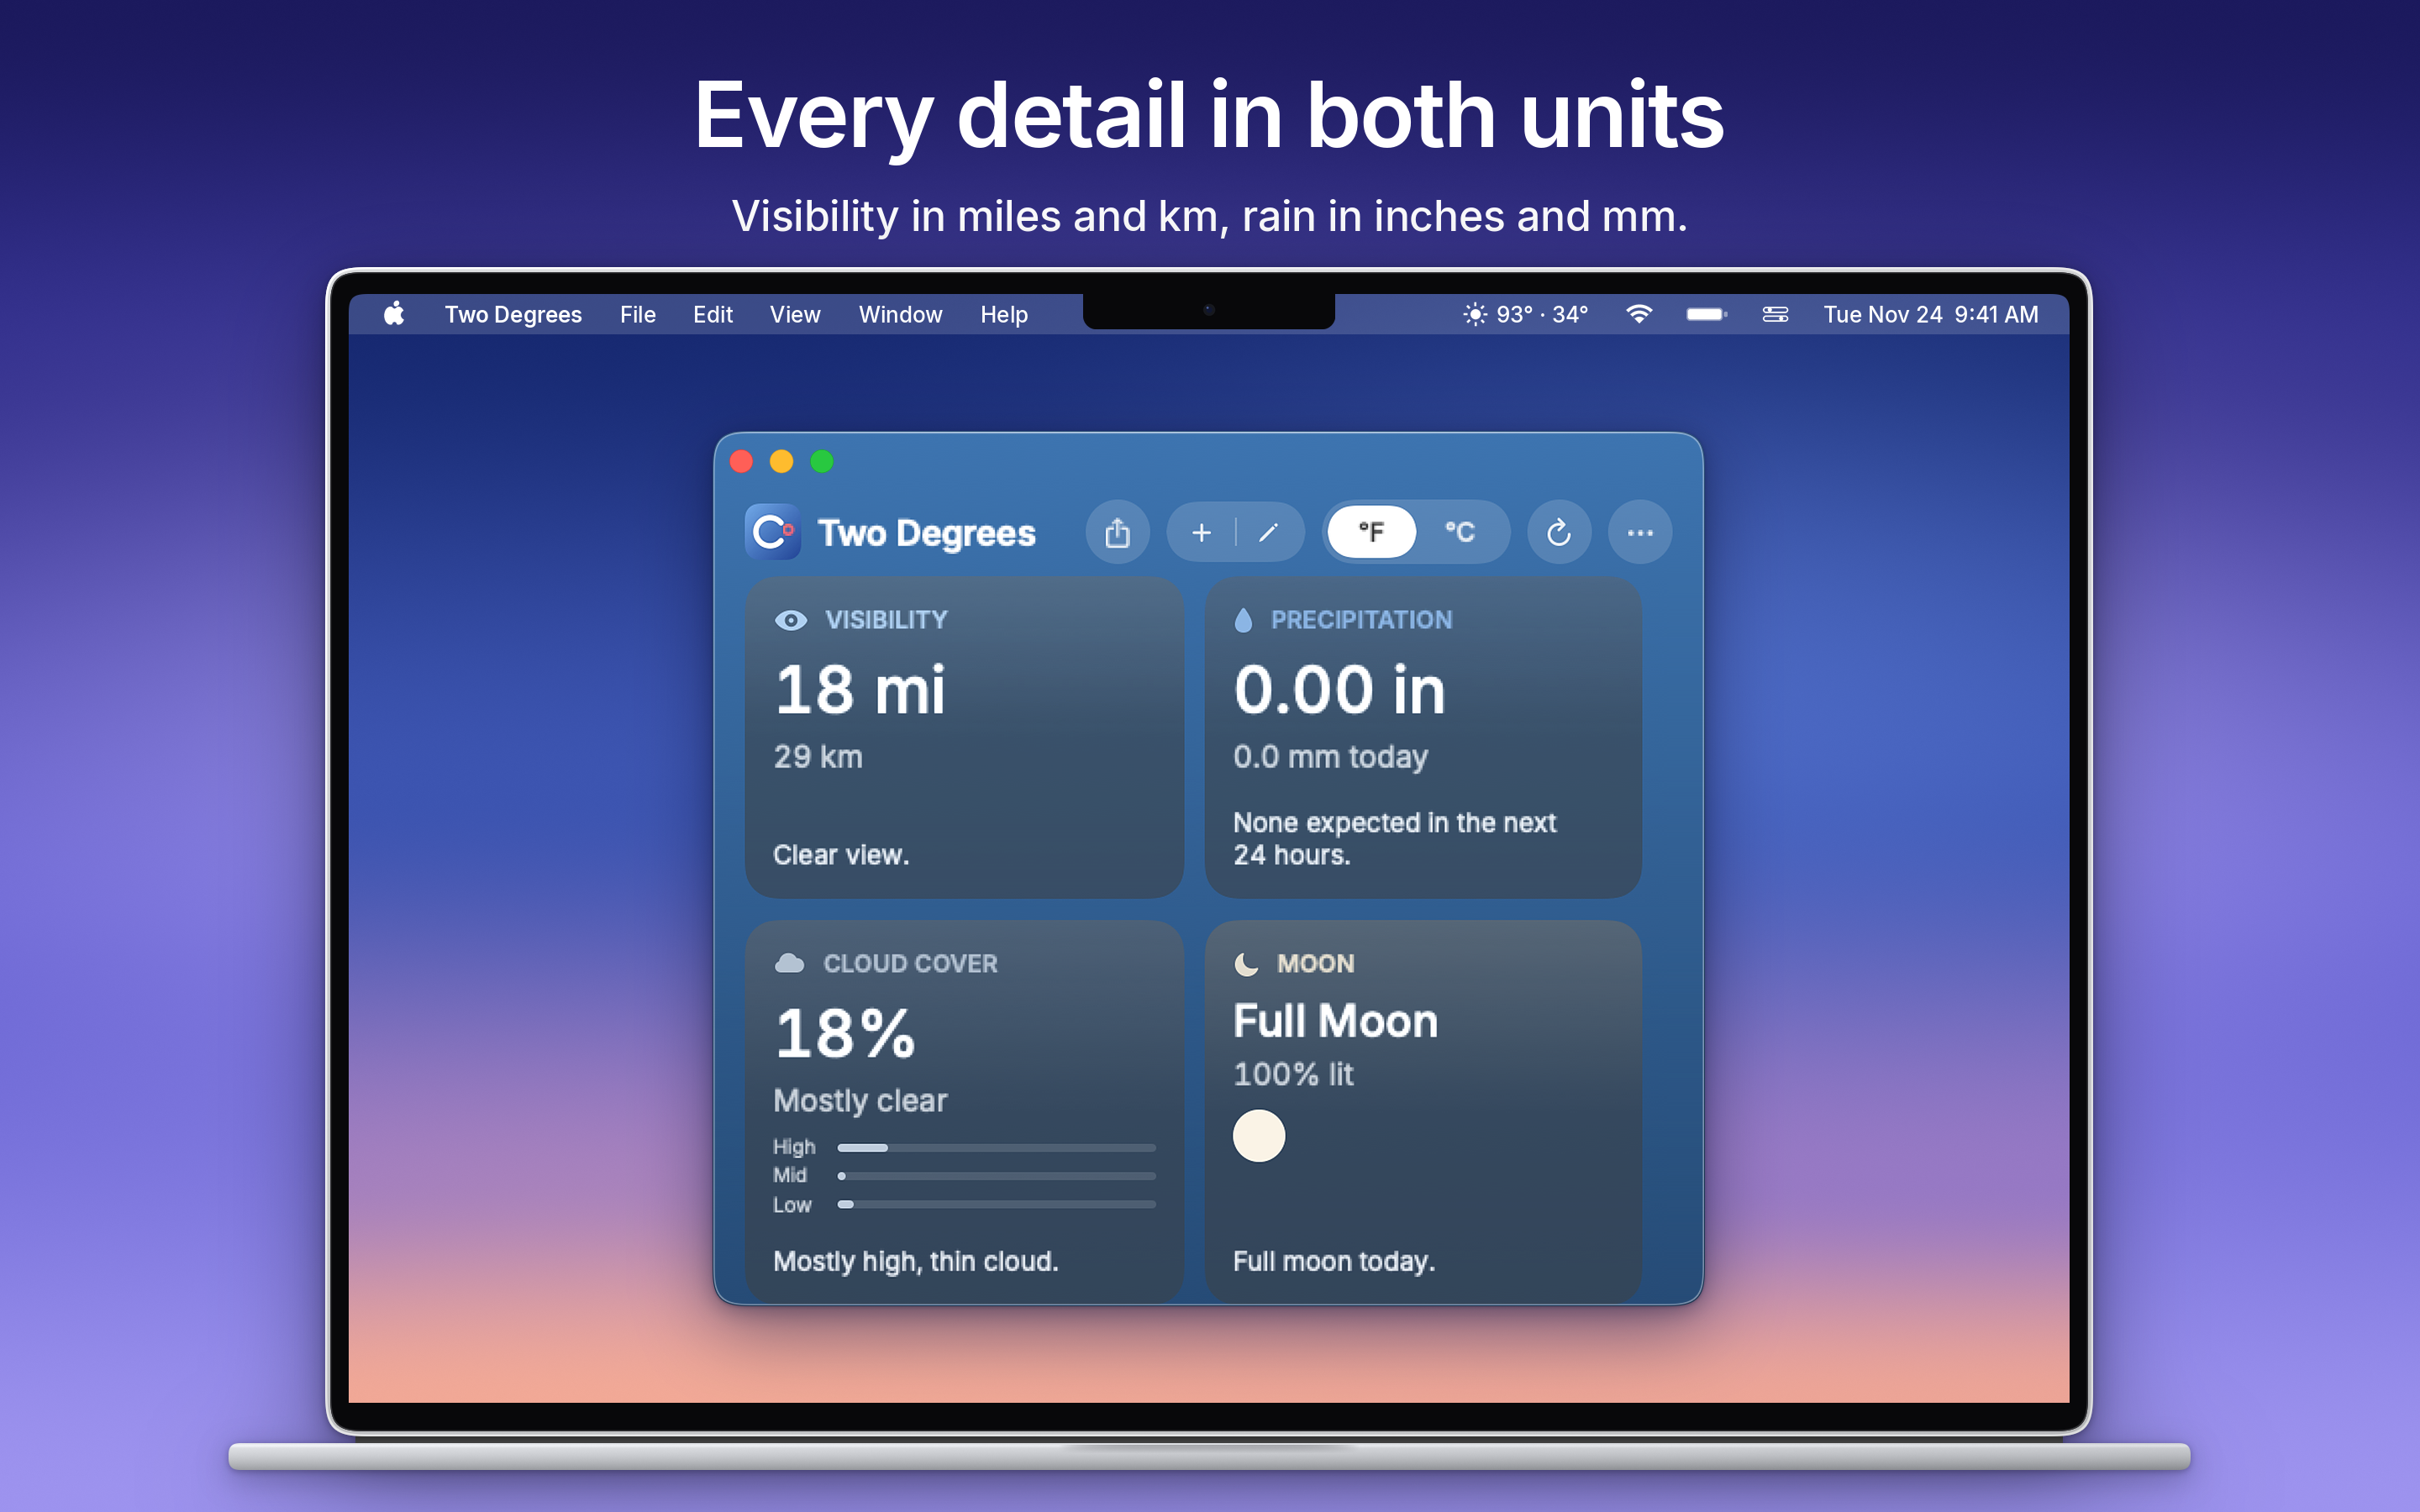 Every detail in both units
Visibility in miles and km, rain in inches and mm.
Two Degrees File Edit View Window Help 93° · 34° Tue Nov 24 9:41 AM
Two Degrees °F °C
VISIBILITY
18 mi
29 km
Clear view.
PRECIPITATION
0.00 in
0.0 mm today
None expected in the next
24 hours.
CLOUD COVER
18%
Mostly clear
High
Mid
Low
Mostly high, thin cloud.
MOON
Full Moon
100% lit
Full moon today.